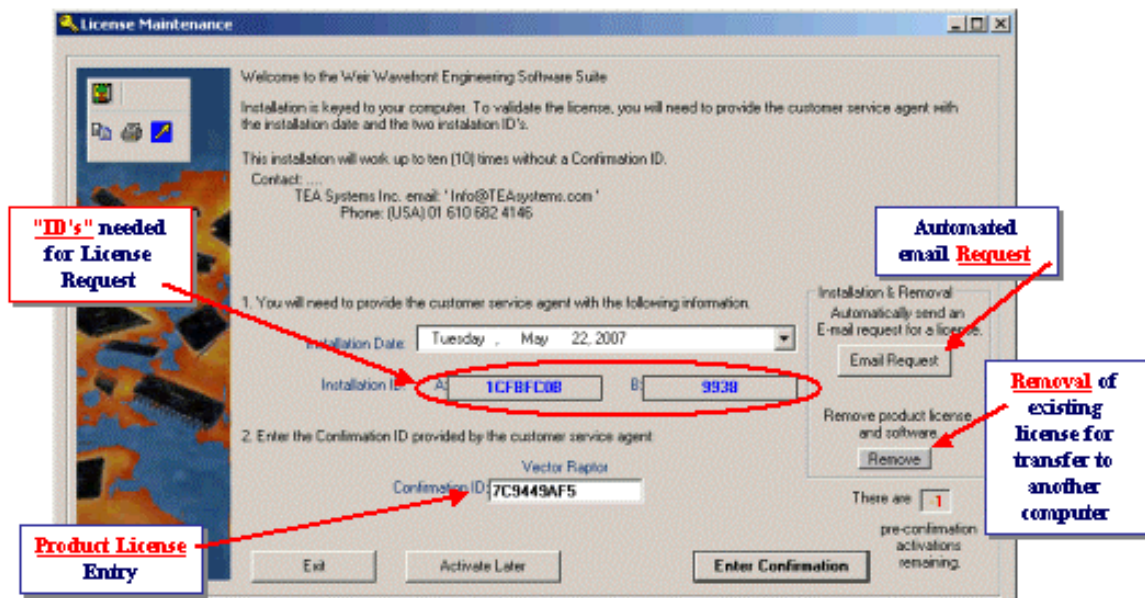 License Maintenance
Welcome to the Weir Wavefront Engineering Software Suite
Installation is keyed to your computer. To validate the license, you will need to provide the customer service agent with
the installation date and the two instalation ID's.
This installation will work up to ten (10) times without a Confirmation ID.
Contact: ....
TEA Systems Inc. email: ' Info@TEAsystems.com '
Phone: (USA) 01 610 682 4146
"ID's" needed
for License
Request
Automated
email Request
1. You will need to provide the customer service agent with the following information.
Installation Date:
Tuesday , May 22, 2007
Installation ID: A: 1CFBFC0B B: 9938
Installation & Removal
Automatically send an
E-mail request for a license.
Email Request
Remove product license
and software.
Remove
Removal of
existing
license for
transfer to
another
computer
2. Enter the Confirmation ID provided by the customer service agent
Vector Raptor
Confirmation ID: 7C9449AF5
There are -1
pre-confirmation
activations
remaining.
Product License
Entry
Exit
Activate Later
Enter Confirmation